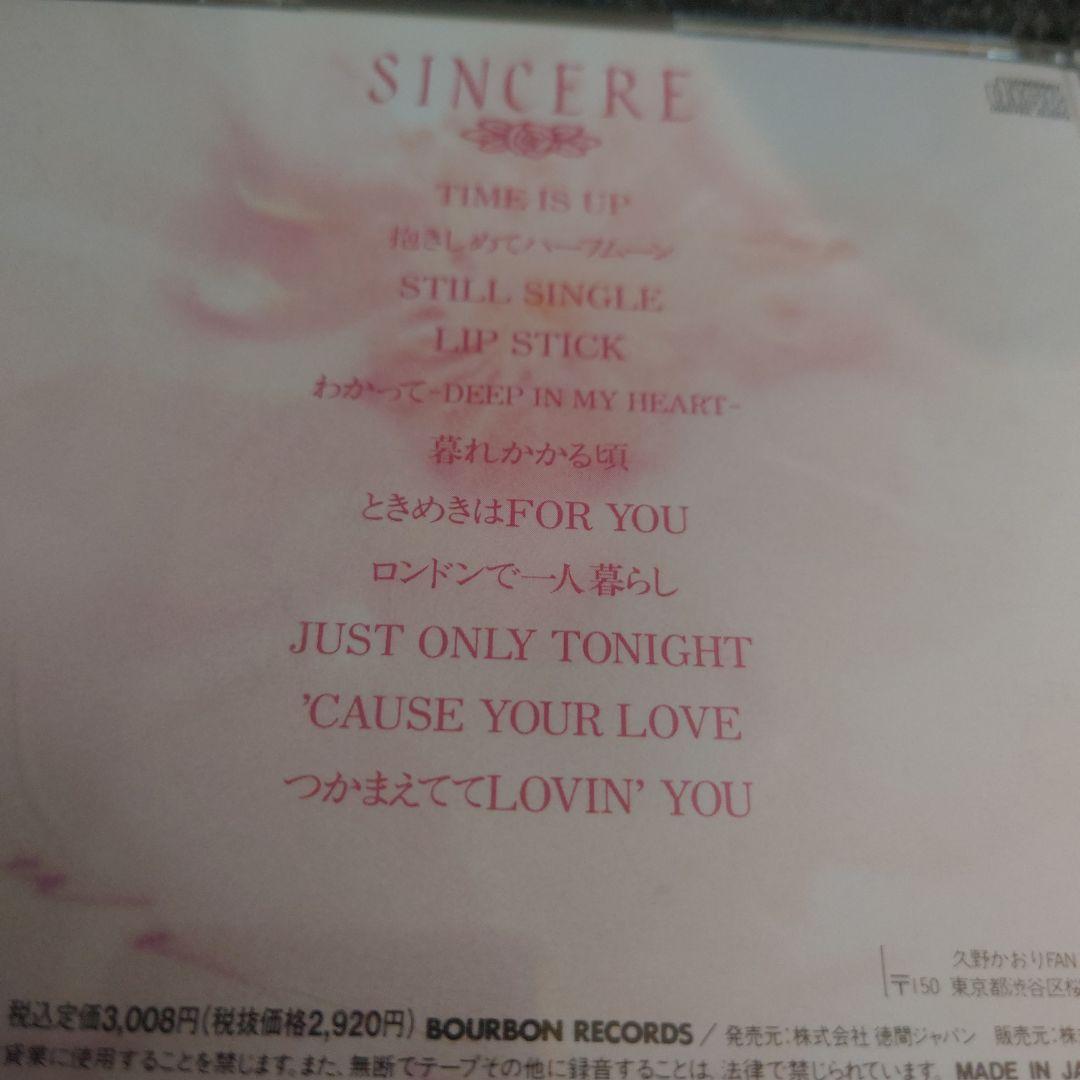 SINCERE
TIME IS UP
抱きしめてハーフムーン
STILL SINGLE
LIP STICK
わかって-DEEP IN MY HEART-
暮れかかる頃
ときめきはFOR YOU
ロンドンで一人暮らし
JUST ONLY TONIGHT
'CAUSE YOUR LOVE
つかまえててLOVIN' YOU
久野かおりFAN
〒150 東京都渋谷区桜
税込定価3,008円(税抜価格2,920円) BOURBON RECORDS / 発売元:株式会社 徳間ジャパン 販売元:株
貸業に使用することを禁じます。また、無断でテープその他に録音することは、法律で禁じられています。 MADE IN JA